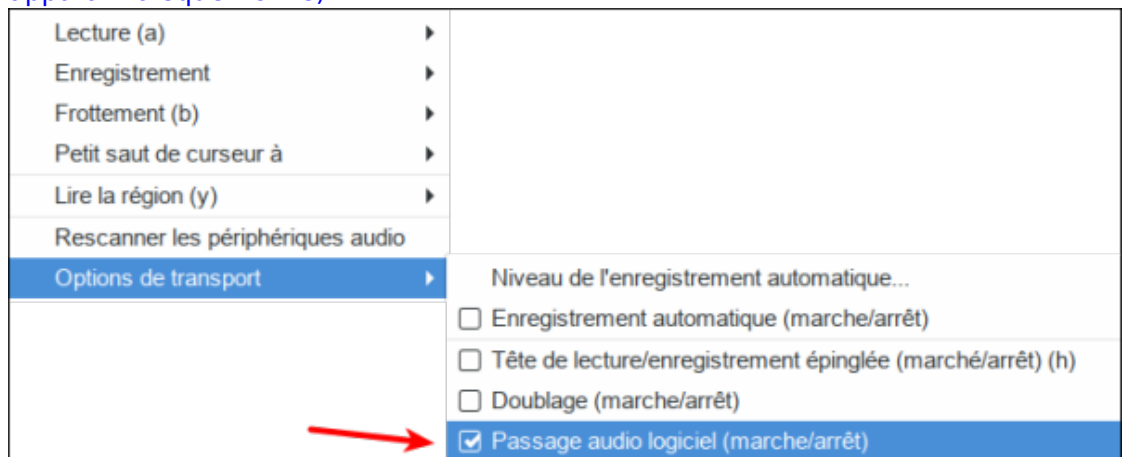 Lecture (a)
Enregistrement
Frottement (b)
Petit saut de curseur à
Lire la région (y)
Rescanner les périphériques audio
Options de transport
Niveau de l'enregistrement automatique...
Enregistrement automatique (marche/arrêt)
Tête de lecture/enregistrement épinglée (marché/arrêt) (h)
Doublage (marche/arrêt)
Passage audio logiciel (marche/arrêt)